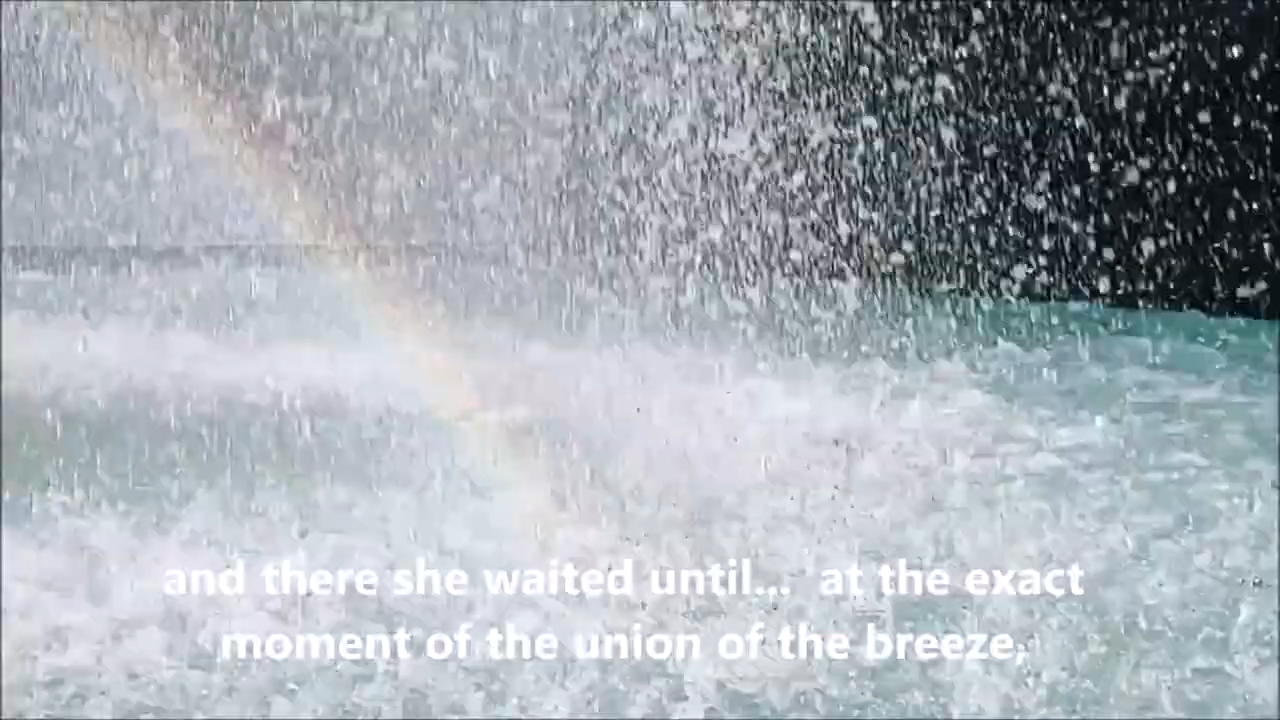 and there she waited until...  at the exact
moment of the union of the breeze,